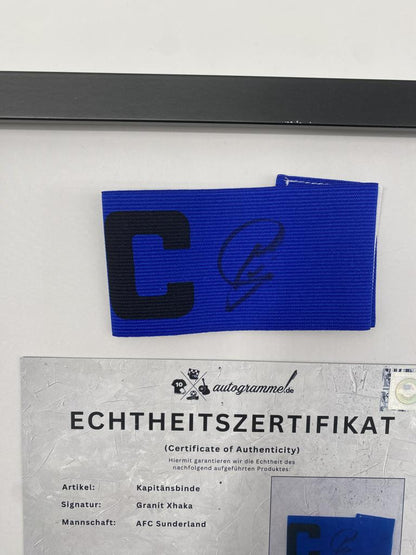 C
10
autogramme.de
ECHTHEITSZERTIFIKAT
(Certificate of Authenticity)
Hiermit garantieren wir die Echtheit des
nachfolgend aufgeführten Produktes:
Artikel: Kapitänsbinde
Signatur: Granit Xhaka
Mannschaft: AFC Sunderland
C